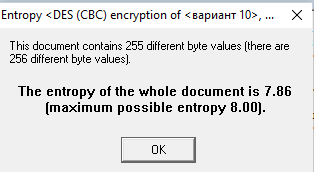 Entropy <DES (CBC) encryption of <вариант 10>, ...
This document contains 255 different byte values (there are
256 different byte values).
The entropy of the whole document is 7.86
(maximum possible entropy 8.00).
OK